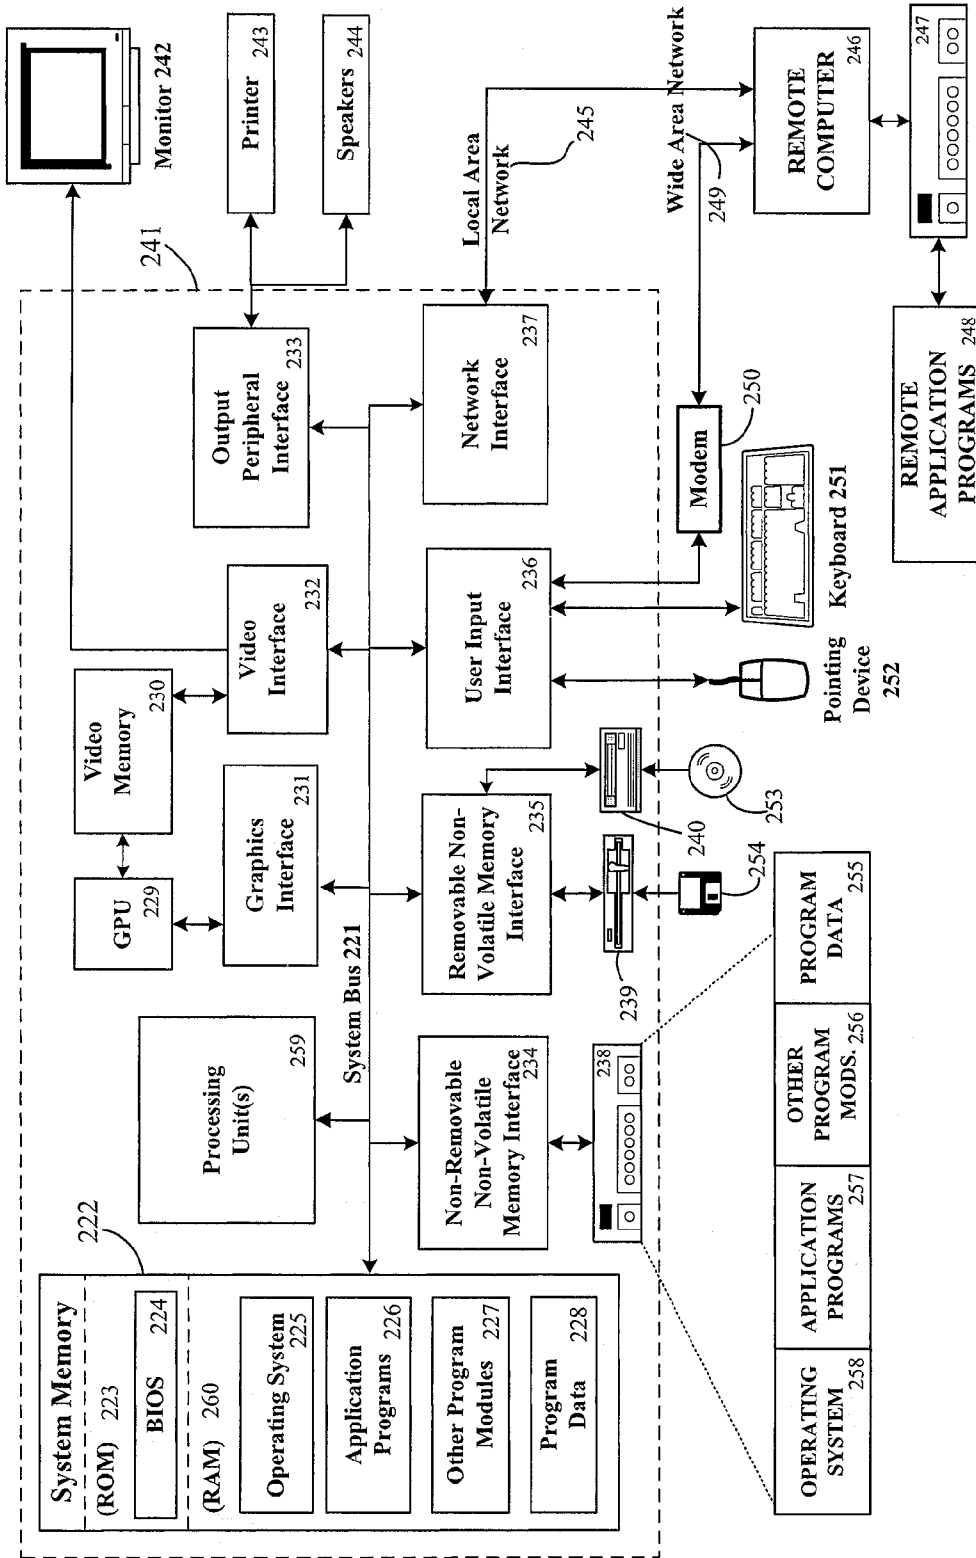 System Memory
222
(ROM) 223
BIOS 224
(RAM) 260
Operating System 225
Application Programs 226
Other Program Modules 227
Program Data 228
Processing Unit(s)
259
System Bus 221
GPU
229
Video Memory
230
Graphics Interface
231
Video Interface
232
241
Output Peripheral Interface
233
Monitor 242
Printer 243
Speakers 244
Non-Removable Non-Volatile Memory Interface
234
Removable Non-Volatile Memory Interface
235
User Input Interface
236
Network Interface
237
Local Area Network
245
Wide Area Network
249
238
239
240
254
253
Pointing Device 252
Keyboard 251
Modem
250
REMOTE COMPUTER
246
247
REMOTE APPLICATION PROGRAMS
248
OPERATING SYSTEM 258
APPLICATION PROGRAMS 257
OTHER PROGRAM MODS. 256
PROGRAM DATA 255